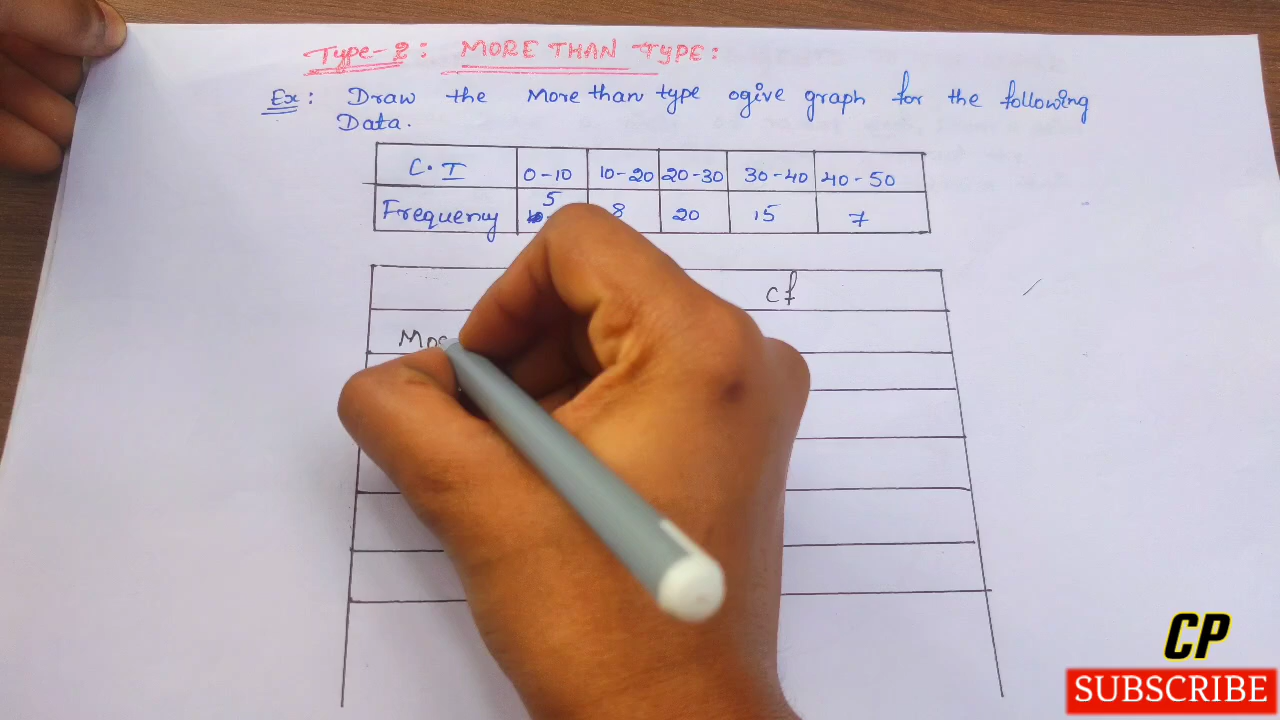 Type-2: MORE THAN TYPE:
Ex: Draw the More than type ogive graph for the following
Data.
C.I 0-10 10-20 20-30 30-40 40-50
Frequency 5 8 20 15 7
cf
Mo
CP
SUBSCRIBE